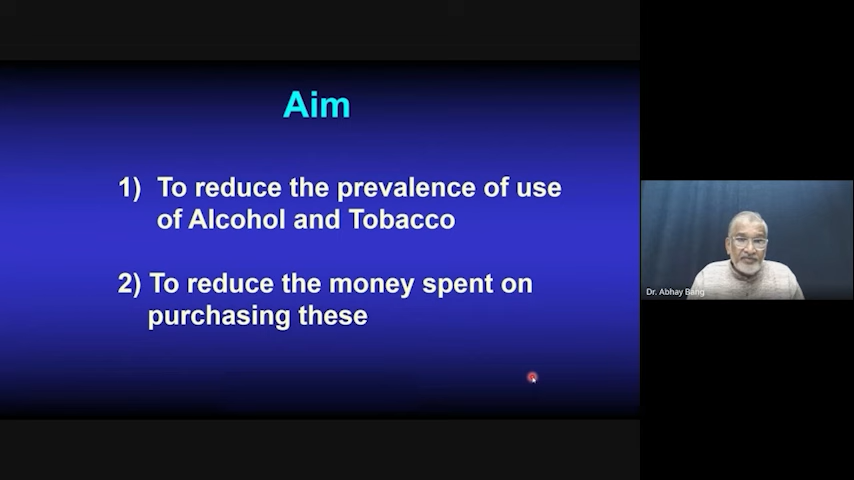 Aim
1) To reduce the prevalence of use
of Alcohol and Tobacco
2) To reduce the money spent on
purchasing these
Dr. Abhay Bang